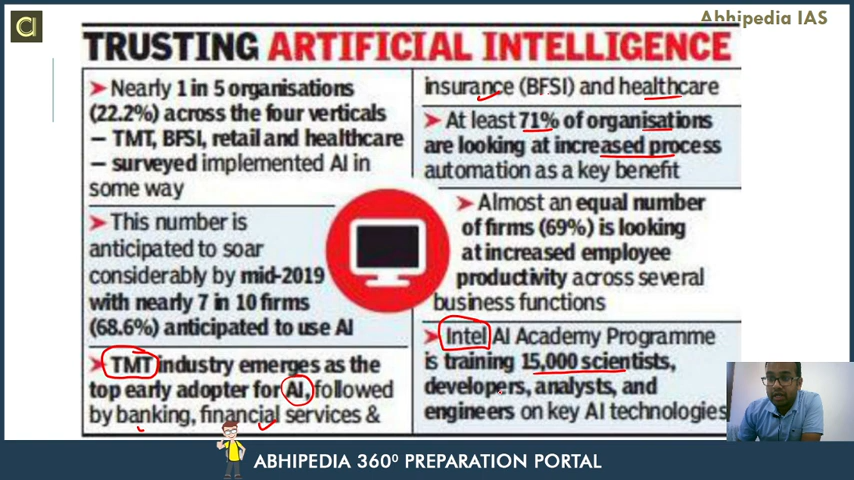 Abhipedia IAS
TRUSTING ARTIFICIAL INTELLIGENCE
➤ Nearly 1 in 5 organisations
(22.2%) across the four verticals
– TMT, BFSI, retail and healthcare
– surveyed implemented AI in
some way
➤ This number is
anticipated to soar
considerably by mid-2019
with nearly 7 in 10 firms
(68.6%) anticipated to use AI
➤ TMT industry emerges as the
top early adopter for AI, followed
by banking, financial services &
insurance (BFSI) and healthcare
➤ At least 71% of organisations
are looking at increased process
automation as a key benefit
➤ Almost an equal number
of firms (69%) is looking
at increased employee
productivity across several
business functions
➤ Intel AI Academy Programme
is training 15,000 scientists,
developers, analysts, and
engineers on key AI technologies
ABHIPEDIA 360⁰ PREPARATION PORTAL